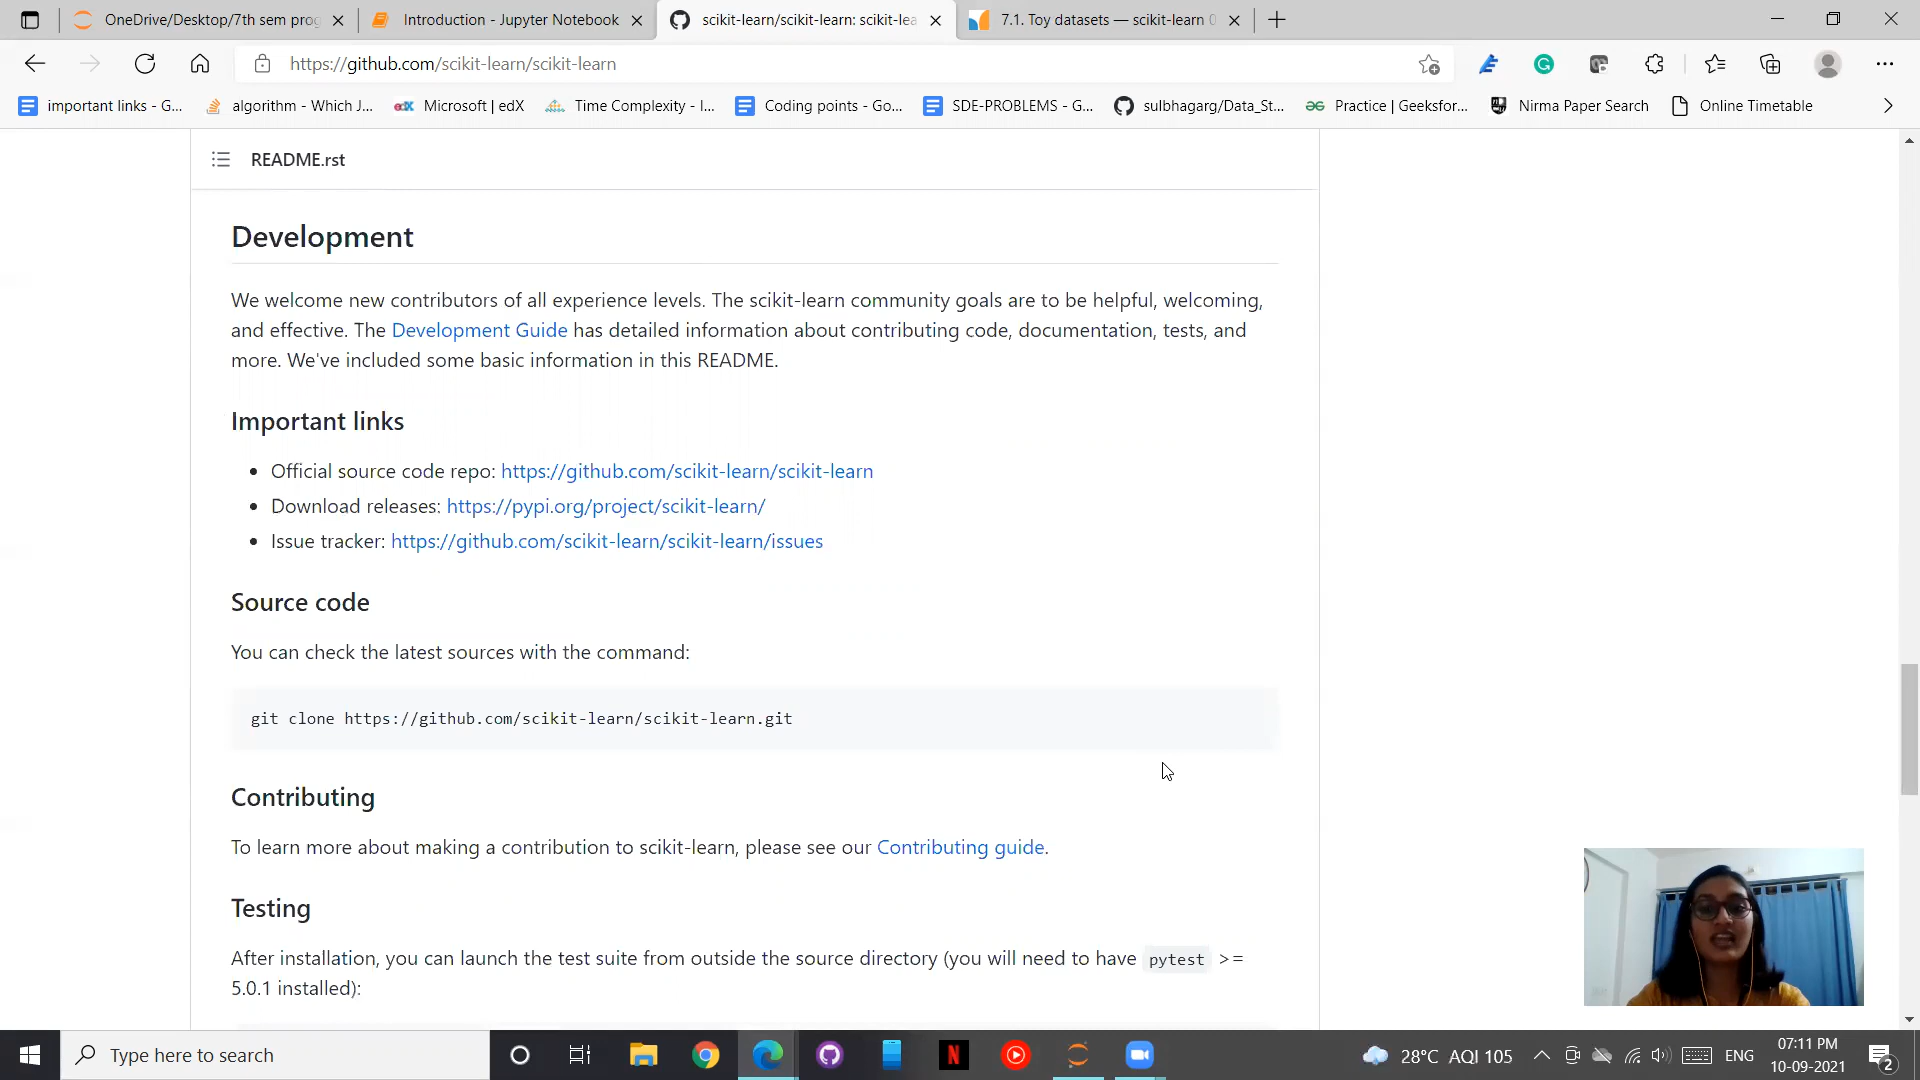 OneDrive/Desktop/7th sem prog
Introduction - Jupyter Notebook
scikit-learn/scikit-learn: scikit-lea
7.1. Toy datasets — scikit-learn 0
https://github.com/scikit-learn/scikit-learn
important links - G...
algorithm - Which J...
edX
Microsoft | edX
Time Complexity - I...
Coding points - Go...
SDE-PROBLEMS - G...
sulbhagarg/Data_St...
Practice | Geeksfor...
Nirma Paper Search
Online Timetable
README.rst
Development
We welcome new contributors of all experience levels. The scikit-learn community goals are to be helpful, welcoming,
and effective. The Development Guide has detailed information about contributing code, documentation, tests, and
more. We've included some basic information in this README.
Important links
• Official source code repo: https://github.com/scikit-learn/scikit-learn
• Download releases: https://pypi.org/project/scikit-learn/
• Issue tracker: https://github.com/scikit-learn/scikit-learn/issues
Source code
You can check the latest sources with the command:
git clone https://github.com/scikit-learn/scikit-learn.git
Contributing
To learn more about making a contribution to scikit-learn, please see our Contributing guide.
Testing
After installation, you can launch the test suite from outside the source directory (you will need to have pytest >=
5.0.1 installed):
Type here to search
28°C AQI 105
ENG
07:11 PM
10-09-2021
2